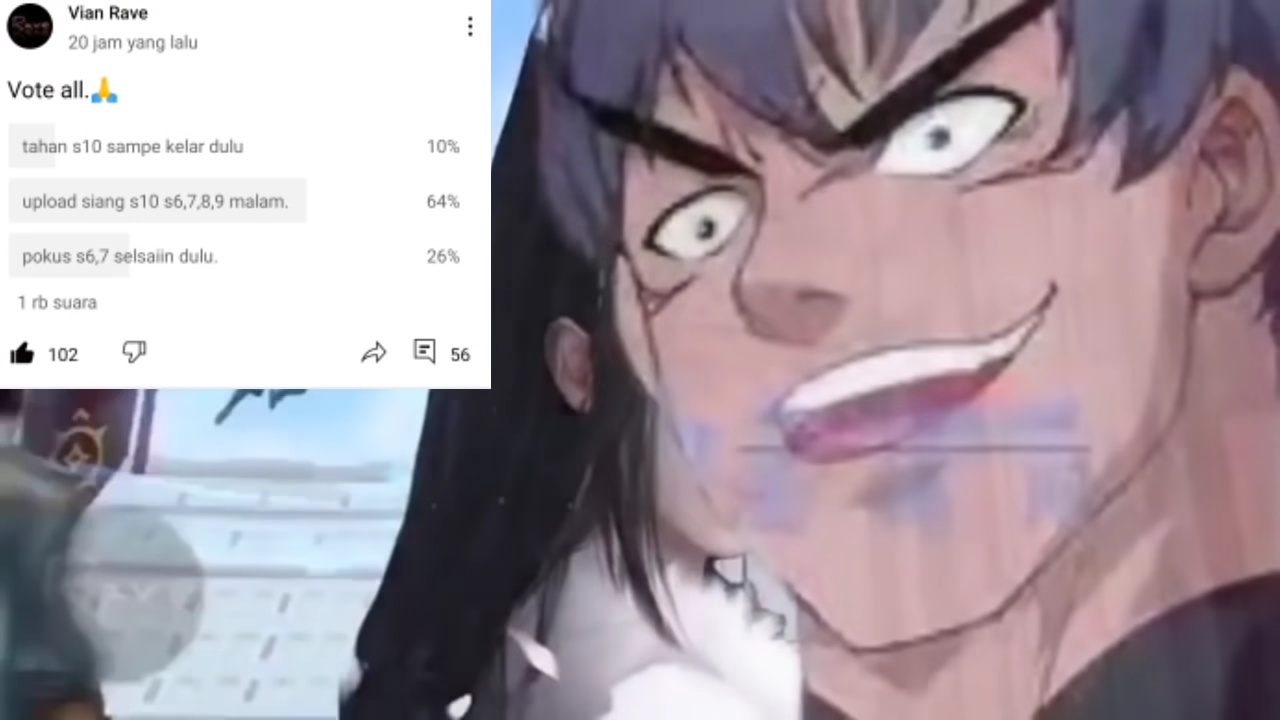 Rave
Vian Rave
20 jam yang lalu
Vote all.🙏
tahan s10 sampe kelar dulu
10%
upload siang s10 s6,7,8,9 malam.
64%
pokus s6,7 selsaiin dulu.
26%
1 rb suara
102
56